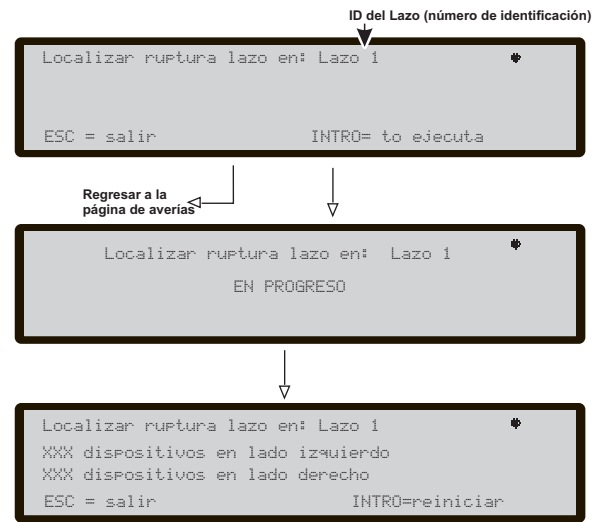 ID del Lazo (número de identificación)
Localizar ruptura lazo en: Lazo 1
ESC = salir INTRO= to ejecuta
Regresar a la
página de averías
Localizar ruptura lazo en: Lazo 1
EN PROGRESO
Localizar ruptura lazo en: Lazo 1
XXX dispositivos en lado izquierdo
XXX dispositivos en lado derecho
ESC = salir INTRO=reiniciar